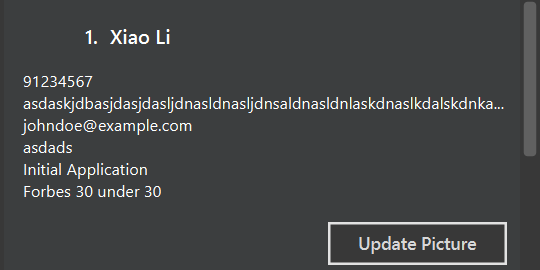 1. Xiao Li
91234567
asdaskjdbasjdasjdasljdnasldnasljdnsaldnasldnlaskdnaslkdalskdnka...
johndoe@example.com
asdads
Initial Application
Forbes 30 under 30
Update Picture